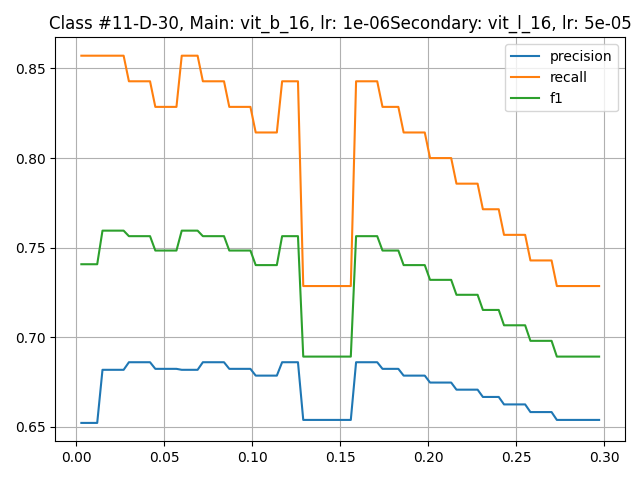 Class #11-D-30, Main: vit_b_16, lr: 1e-06Secondary: vit_l_16, lr: 5e-05
precision
recall
f1
0.85
0.80
0.75
0.70
0.65
0.00 0.05 0.10 0.15 0.20 0.25 0.30